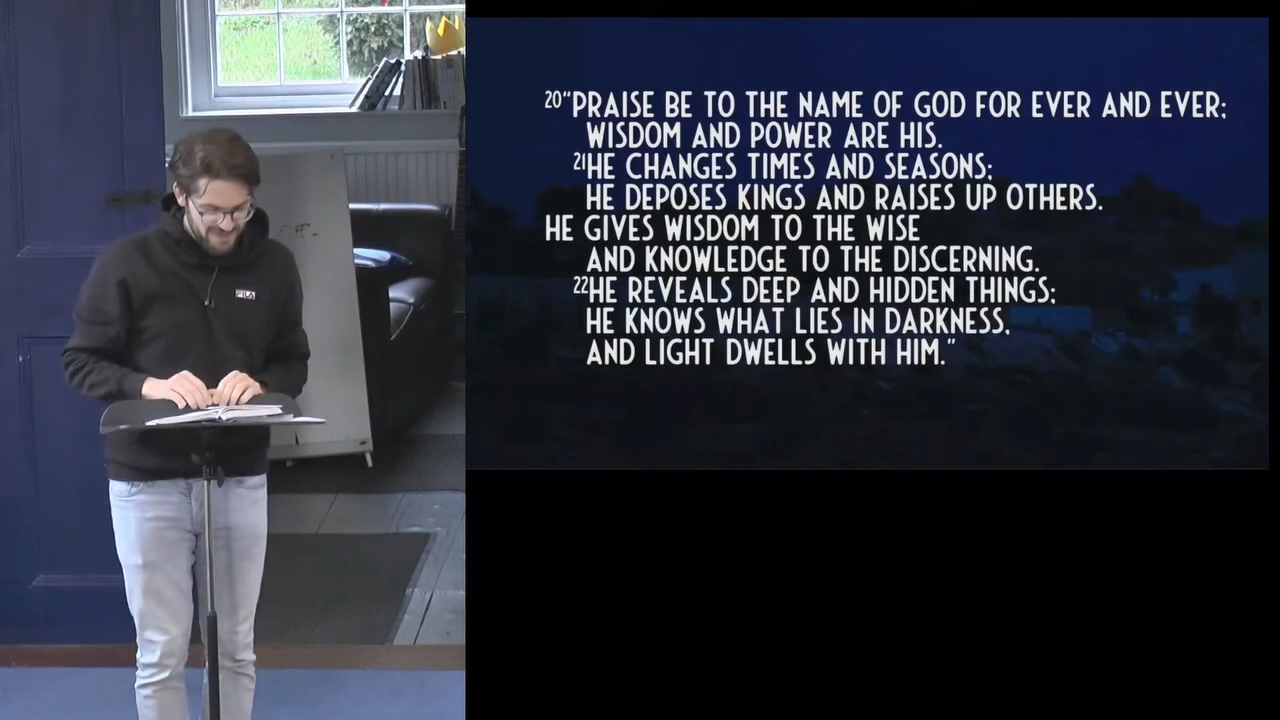 FILA
20"PRAISE BE TO THE NAME OF GOD FOR EVER AND EVER;
WISDOM AND POWER ARE HIS.
21HE CHANGES TIMES AND SEASONS;
HE DEPOSES KINGS AND RAISES UP OTHERS.
HE GIVES WISDOM TO THE WISE
AND KNOWLEDGE TO THE DISCERNING.
22HE REVEALS DEEP AND HIDDEN THINGS;
HE KNOWS WHAT LIES IN DARKNESS,
AND LIGHT DWELLS WITH HIM."